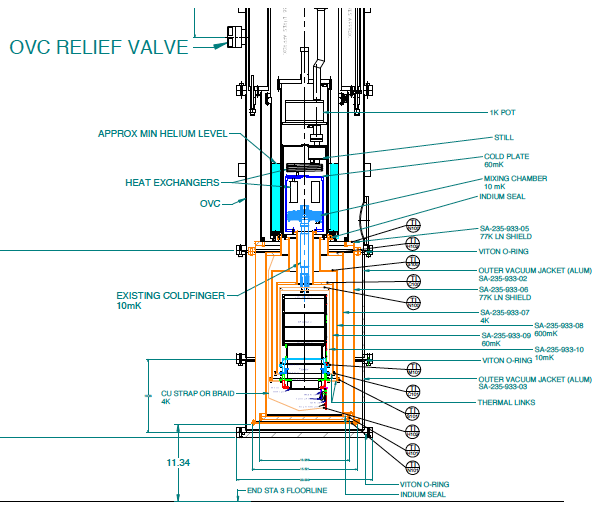 OVC RELIEF VALVE
1K POT
APPROX MIN HELIUM LEVEL
STILL
COLD PLATE
60mK
HEAT EXCHANGERS
MIXING CHAMBER
10 mK
INDIUM SEAL
OVC
SA-235-933-05
77K LN SHIELD
VITON O-RING
OUTER VACUUM JACKET (ALUM)
SA-235-933-02
SA-235-933-06
77K LN SHIELD
EXISTING COLDFINGER
10mK
SA-235-933-07
4K
SA-235-933-08
600mK
SA-235-933-09
60mK
SA-235-933-10
10mK
VITON O-RING
OUTER VACUUM JACKET (ALUM)
SA-235-933-03
CU STRAP OR BRAID
4K
THERMAL LINKS
11.34
VITON O-RING
END STA 3 FLOORLINE
INDIUM SEAL